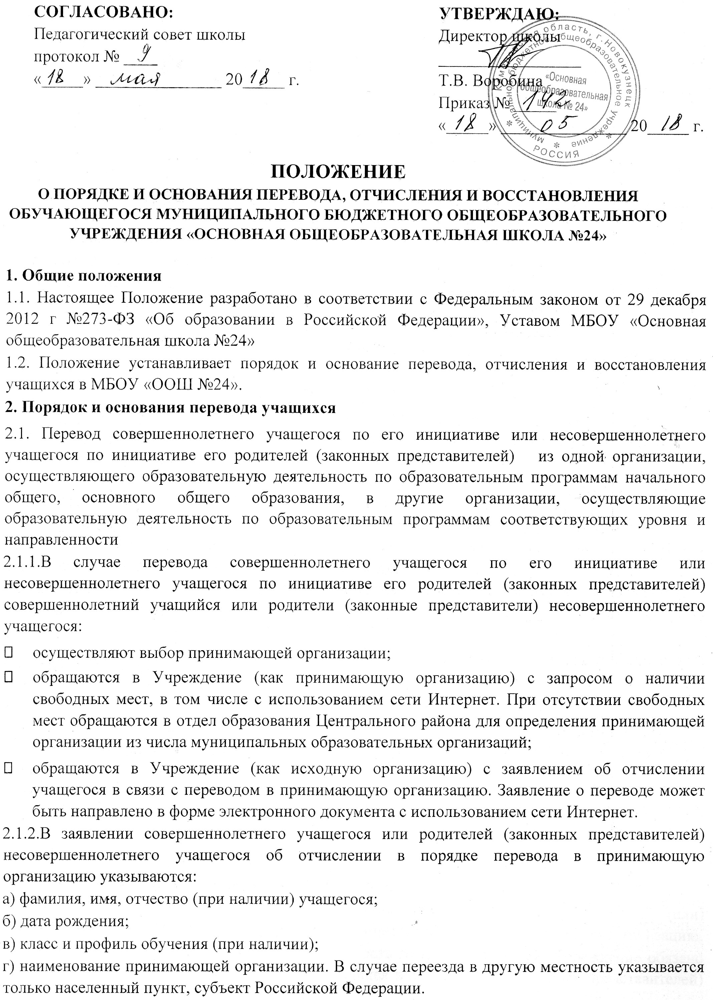 СОГЛАСОВАНО:
Педагогический совет школы
протокол № 9
«18» мая 2018 г.
УТВЕРЖДАЮ:
Директор школы
Т.В. Воробина
Приказ № 142
«18» 05 2018 г.
Кемеровская область, г. Новокузнецк
муниципальное бюджетное общеобразовательное учреждение
«Основная
общеобразовательная
школа № 24»
РОССИЯ
ПОЛОЖЕНИЕ
О ПОРЯДКЕ И ОСНОВАНИЯ ПЕРЕВОДА, ОТЧИСЛЕНИЯ И ВОССТАНОВЛЕНИЯ
ОБУЧАЮЩЕГОСЯ МУНИЦИПАЛЬНОГО БЮДЖЕТНОГО ОБЩЕОБРАЗОВАТЕЛЬНОГО
УЧРЕЖДЕНИЯ «ОСНОВНАЯ ОБЩЕОБРАЗОВАТЕЛЬНАЯ ШКОЛА №24»
1. Общие положения
1.1. Настоящее Положение разработано в соответствии с Федеральным законом от 29 декабря
2012 г №273-ФЗ «Об образовании в Российской Федерации», Уставом МБОУ «Основная
общеобразовательная школа №24»
1.2. Положение устанавливает порядок и основание перевода, отчисления и восстановления
учащихся в МБОУ «ООШ №24».
2. Порядок и основания перевода учащихся
2.1. Перевод совершеннолетнего учащегося по его инициативе или несовершеннолетнего
учащегося по инициативе его родителей (законных представителей) из одной организации,
осуществляющего образовательную деятельность по образовательным программам начального
общего, основного общего образования, в другие организации, осуществляющие
образовательную деятельность по образовательным программам соответствующих уровня и
направленности
2.1.1.В случае перевода совершеннолетнего учащегося по его инициативе или
несовершеннолетнего учащегося по инициативе его родителей (законных представителей)
совершеннолетний учащийся или родители (законные представители) несовершеннолетнего
учащегося:
осуществляют выбор принимающей организации;
обращаются в Учреждение (как принимающую организацию) с запросом о наличии
свободных мест, в том числе с использованием сети Интернет. При отсутствии свободных
мест обращаются в отдел образования Центрального района для определения принимающей
организации из числа муниципальных образовательных организаций;
обращаются в Учреждение (как исходную организацию) с заявлением об отчислении
учащегося в связи с переводом в принимающую организацию. Заявление о переводе может
быть направлено в форме электронного документа с использованием сети Интернет.
2.1.2.В заявлении совершеннолетнего учащегося или родителей (законных представителей)
несовершеннолетнего учащегося об отчислении в порядке перевода в принимающую
организацию указываются:
а) фамилия, имя, отчество (при наличии) учащегося;
б) дата рождения;
в) класс и профиль обучения (при наличии);
г) наименование принимающей организации. В случае переезда в другую местность указывается
только населенный пункт, субъект Российской Федерации.